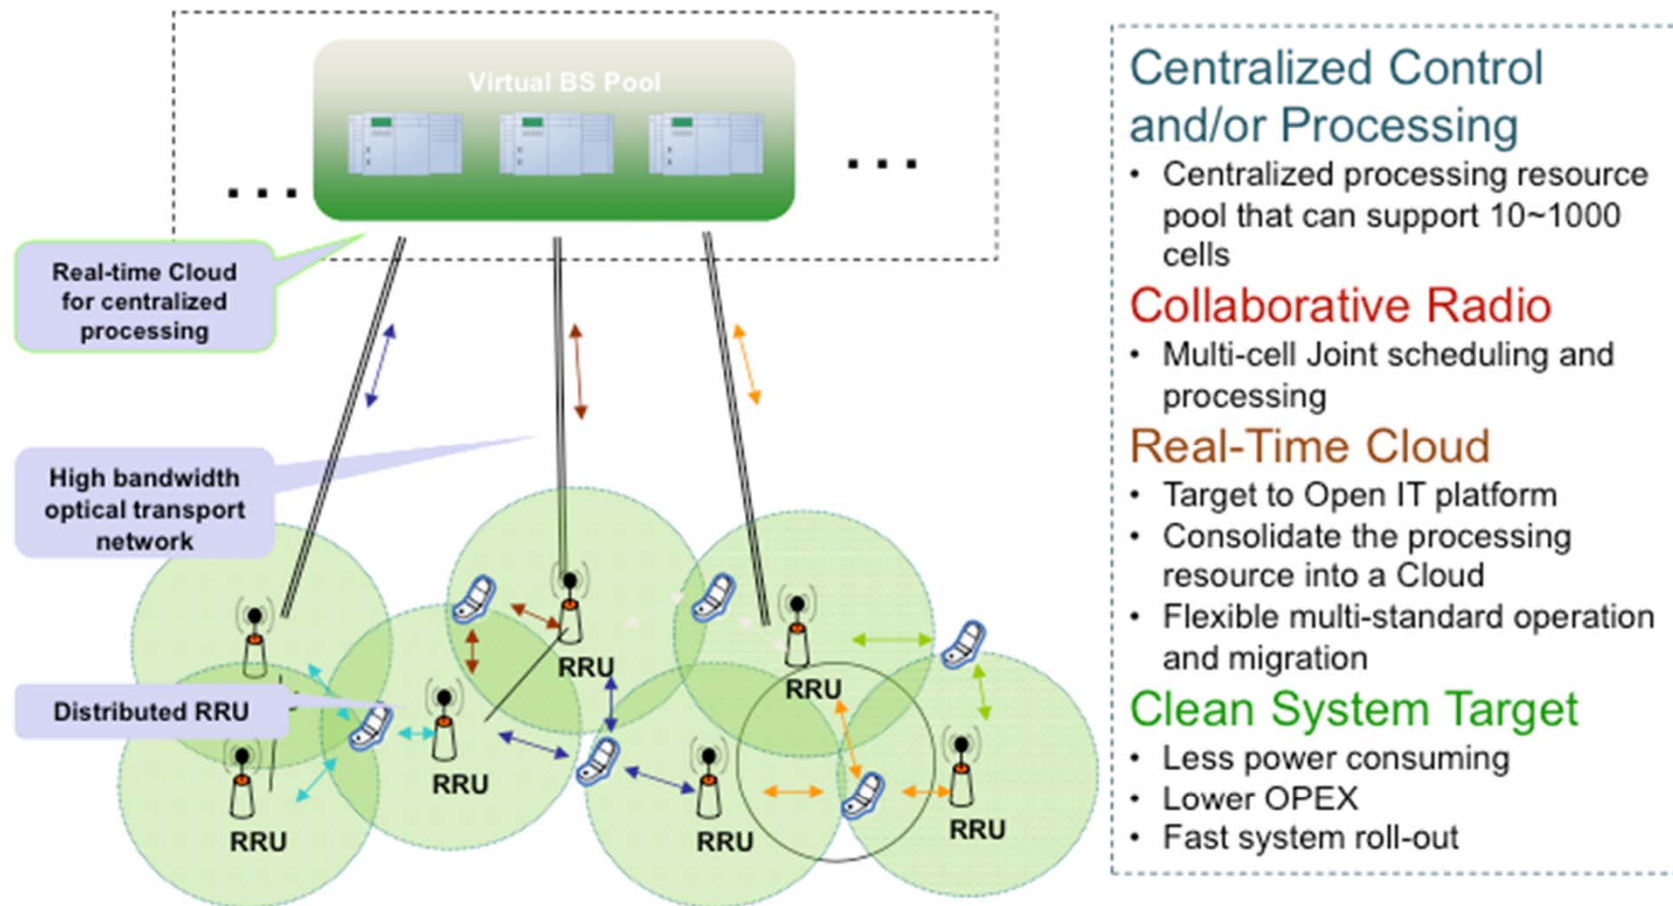 Virtual BS Pool
...
...
Real-time Cloud
for centralized
processing
High bandwidth
optical transport
network
Distributed RRU
RRU
RRU
RRU
RRU
RRU
RRU
Centralized Control
and/or Processing
• Centralized processing resource
pool that can support 10~1000
cells
Collaborative Radio
• Multi-cell Joint scheduling and
processing
Real-Time Cloud
• Target to Open IT platform
• Consolidate the processing
resource into a Cloud
• Flexible multi-standard operation
and migration
Clean System Target
• Less power consuming
• Lower OPEX
• Fast system roll-out